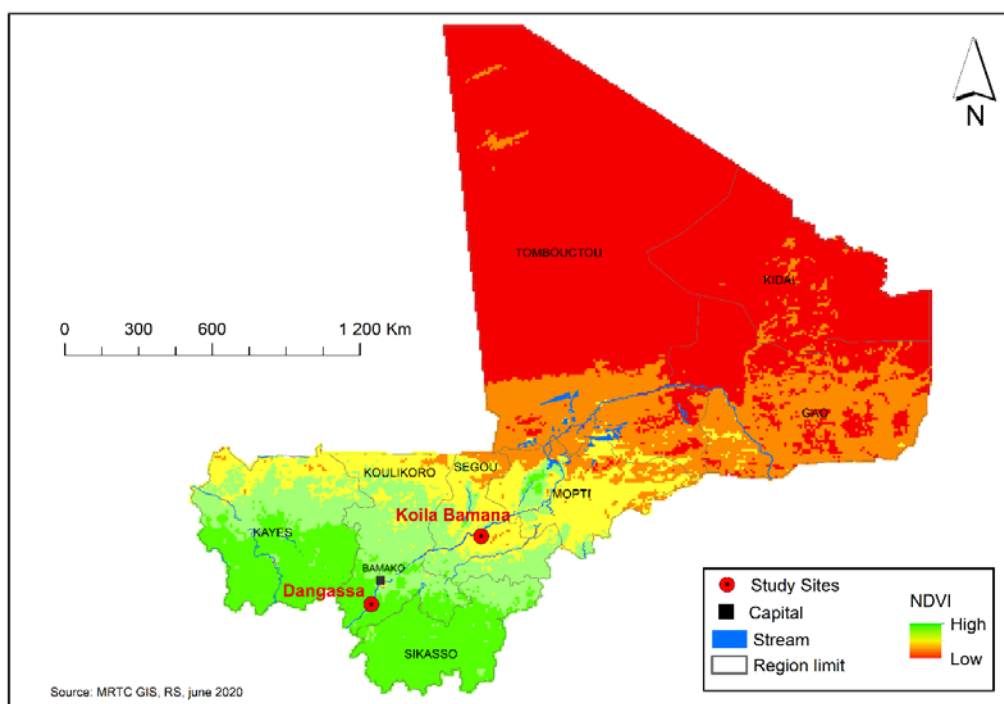 N
TOMBOUCTOU
KIDAL
0 300 600 1 200 Km
GAO
KOULIKORO
SEGOU
MOPTI
Koila Bamana
KAYES
BAMAKO
Dangassa
SIKASSO
Study Sites
Capital
Stream
Region limit
NDVI
High
Low
Source: MRTC GIS, RS, june 2020